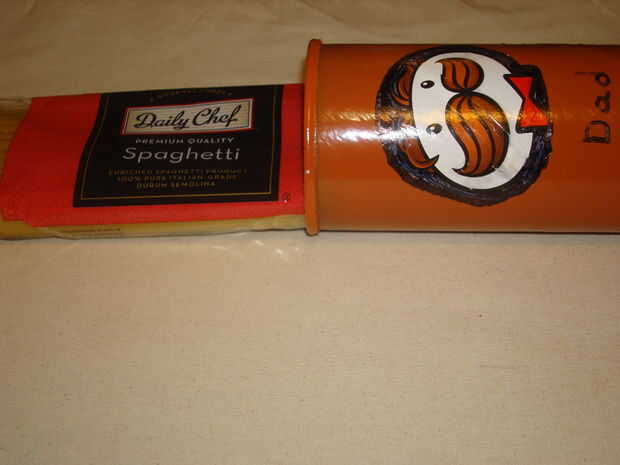 Daily Chef
PREMIUM QUALITY
Spaghetti
ENRICHED SPAGHETTI PRODUCT
100% PURE ITALIAN-GRADE
DURUM SEMOLINA
Dad